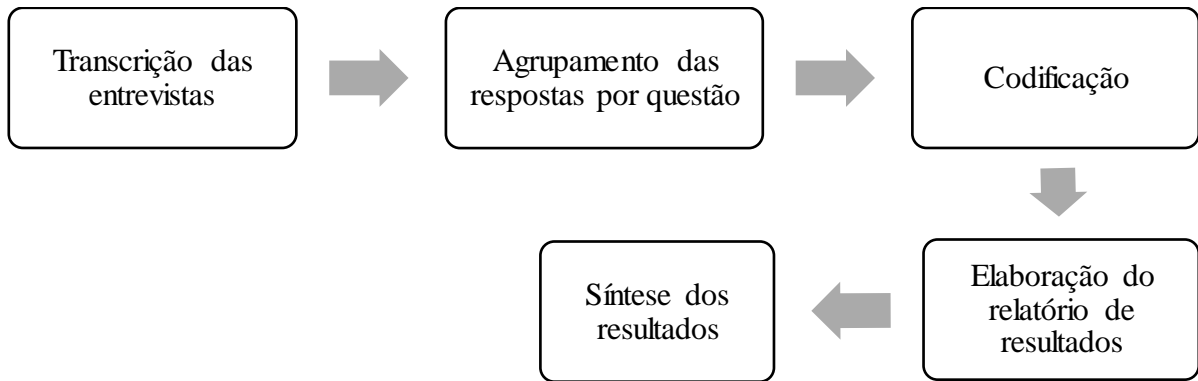 Transcrição das
entrevistas
Agrupamento das
respostas por questão
Codificação
Elaboração do
relatório de
resultados
Síntese dos
resultados